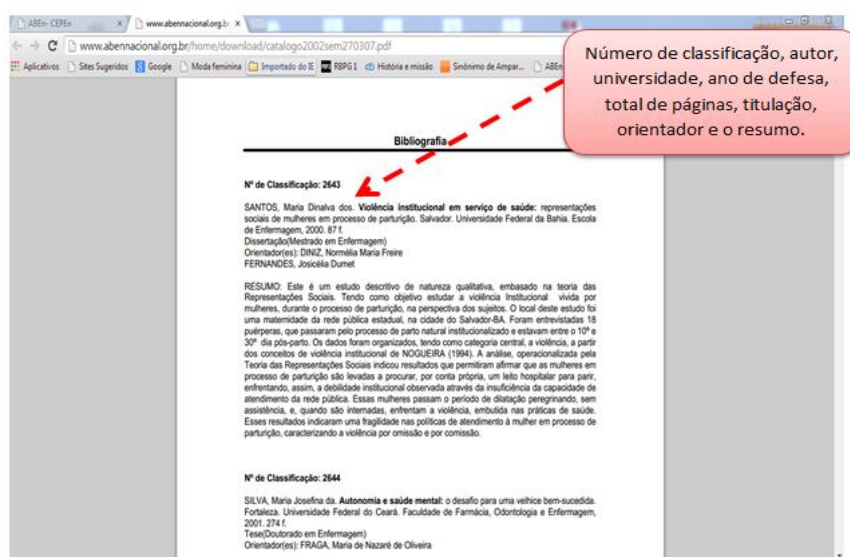 ABEn- CEPEn
www.abennacional.org.b
www.abennacional.org.br/home/download/catalogo2002sem270307.pdf
Aplicativos Sites Sugeridos Google Moda feminina Importado do IE RBPG 1 História e missão Sinônimo de Ampar...
Número de classificação, autor,
universidade, ano de defesa,
total de páginas, titulação,
orientador e o resumo.
Bibliografia
Nº de Classificação: 2643
SANTOS, Maria Dinalva dos. Violência institucional em serviço de saúde: representações
sociais de mulheres em processo de parturição. Salvador. Universidade Federal da Bahia. Escola
de Enfermagem, 2000. 87 f.
Dissertação(Mestrado em Enfermagem)
Orientador(es): DINIZ, Normélia Maria Freire
FERNANDES, Josicélia Dumet
RESUMO: Este é um estudo descritivo de natureza qualitativa, embasado na teoria das
Representações Sociais. Tendo como objetivo estudar a violência Institucional vivida por
mulheres, durante o processo de parturição, na perspectiva dos sujeitos. O local deste estudo foi
uma maternidade da rede pública estadual, na cidade do Salvador-BA. Foram entrevistadas 18
puérperas, que passaram pelo processo de parto natural institucionalizado e estavam entre o 10º e
30º dia pós-parto. Os dados foram organizados, tendo como categoria central, a violência, a partir
dos conceitos de violência institucional de NOGUEIRA (1994). A análise, operacionalizada pela
Teoria das Representações Sociais indicou resultados que permitiram afirmar que as mulheres em
processo de parturição são levadas a procurar, por conta própria, um leito hospitalar para parir,
enfrentando, assim, a debilidade institucional observada através da insuficiência da capacidade de
atendimento da rede pública. Essas mulheres passam o período de dilatação peregrinando, sem
assistência, e, quando são internadas, enfrentam a violência, embutida nas práticas de saúde.
Esses resultados indicaram uma fragilidade nas políticas de atendimento à mulher em processo de
parturição, caracterizando a violência por omissão e por comissão.
Nº de Classificação: 2644
SILVA, Maria Josefina da. Autonomia e saúde mental: o desafio para uma velhice bem-sucedida.
Fortaleza. Universidade Federal do Ceará. Faculdade de Farmácia, Odontologia e Enfermagem,
2001. 274 f.
Tese(Doutorado em Enfermagem)
Orientador(es): FRAGA, Maria de Nazaré de Oliveira